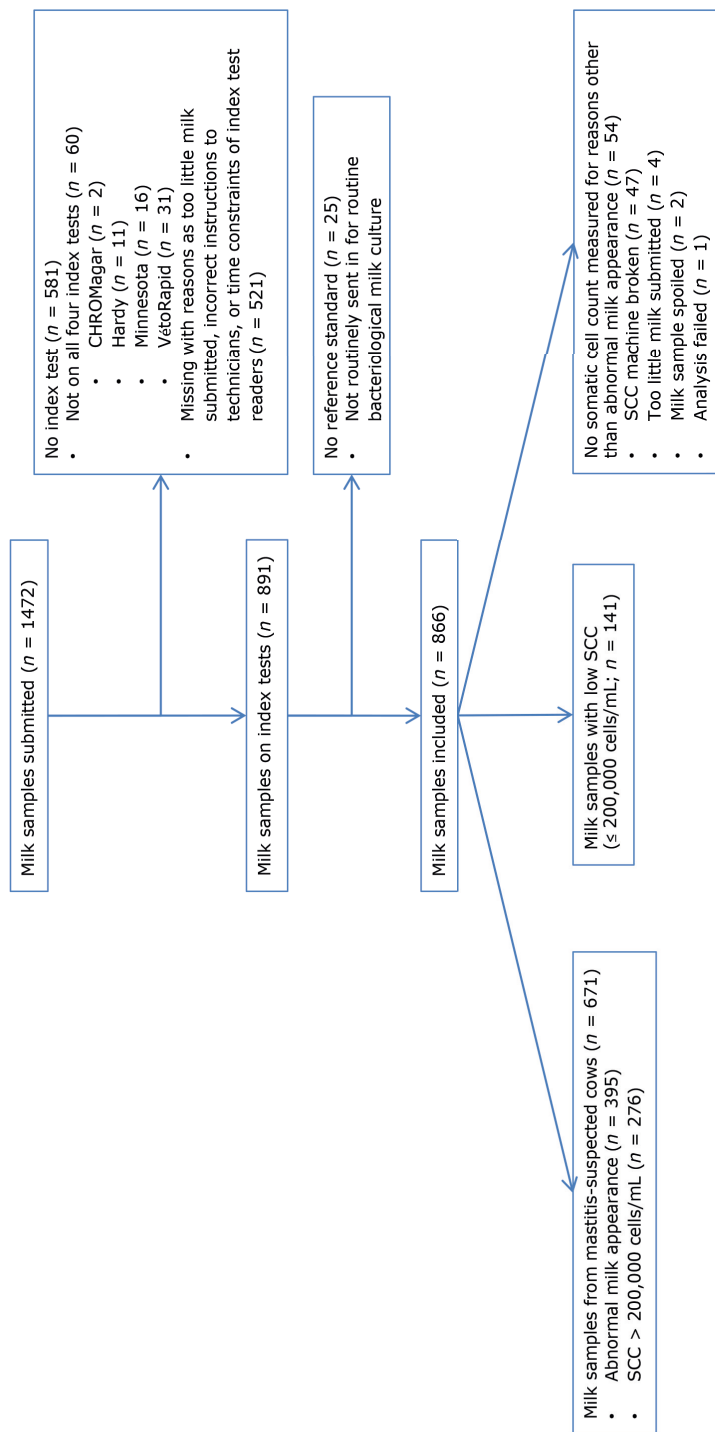 Milk samples submitted (n = 1472)
No index test (n = 581)
• Not on all four index tests (n = 60)
• CHROMagar (n = 2)
• Hardy (n = 11)
• Minnesota (n = 16)
• VétoRapid (n = 31)
• Missing with reasons as too little milk
submitted, incorrect instructions to
technicians, or time constraints of index test
readers (n = 521)
Milk samples on index tests (n = 891)
No reference standard (n = 25)
• Not routinely sent in for routine
bacteriological milk culture
Milk samples included (n = 866)
Milk samples from mastitis-suspected cows (n = 671)
• Abnormal milk appearance (n = 395)
• SCC > 200,000 cells/mL (n = 276)
Milk samples with low SCC
(≤ 200,000 cells/mL; n = 141)
No somatic cell count measured for reasons other
than abnormal milk appearance (n = 54)
• SCC machine broken (n = 47)
• Too little milk submitted (n = 4)
• Milk sample spoiled (n = 2)
• Analysis failed (n = 1)